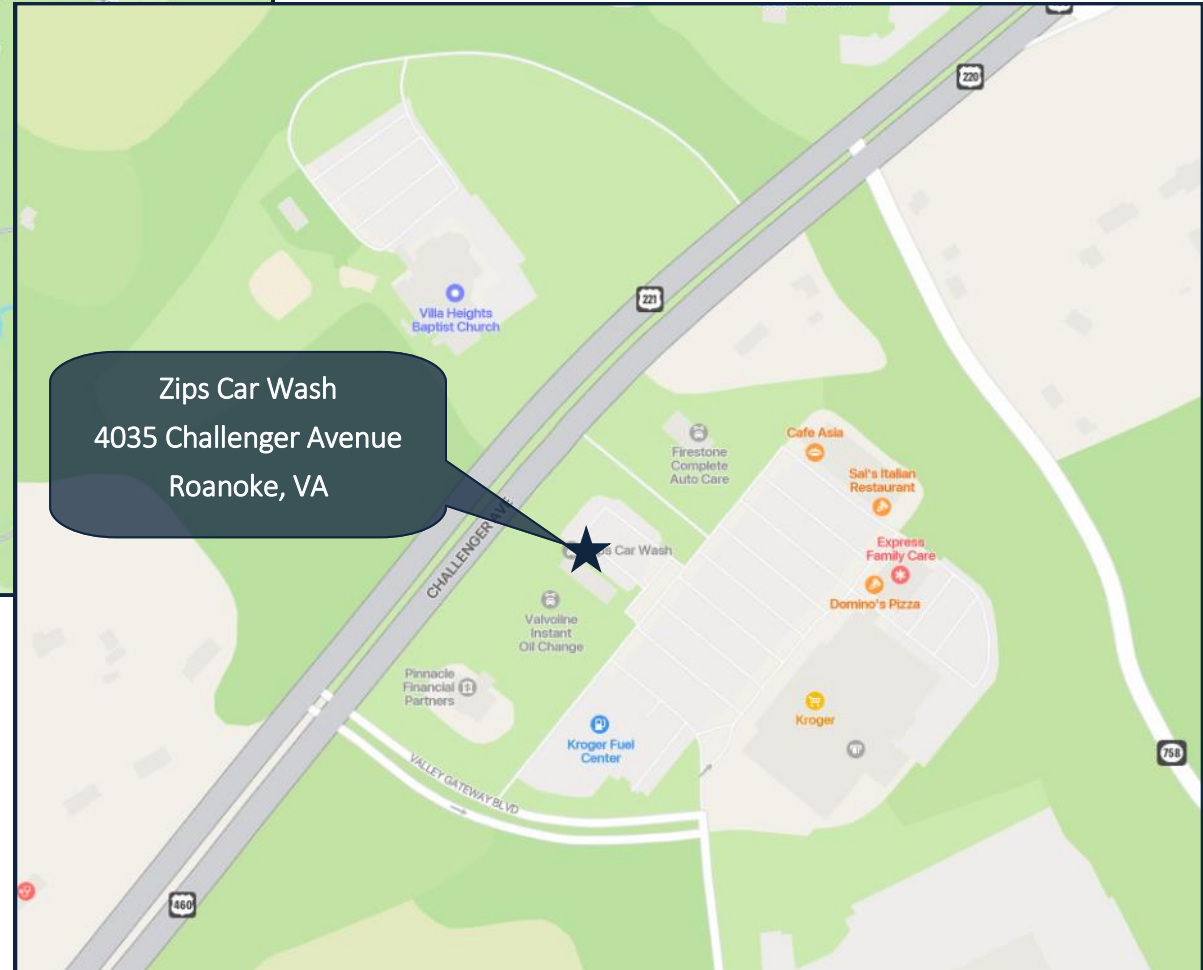 220
221
Villa Heights
Baptist Church
Zips Car Wash
4035 Challenger Avenue
Roanoke, VA
Firestone
Complete
Auto Care
Cafe Asia
Sal's Italian
Restaurant
Express
Family Care
Domino's Pizza
CHALLENGER AVE
ps Car Wash
Valvoline
Instant
Oil Change
Pinnacle
Financial
Partners
Kroger Fuel
Center
Kroger
VALLEY GATEWAY BLVD
758
460